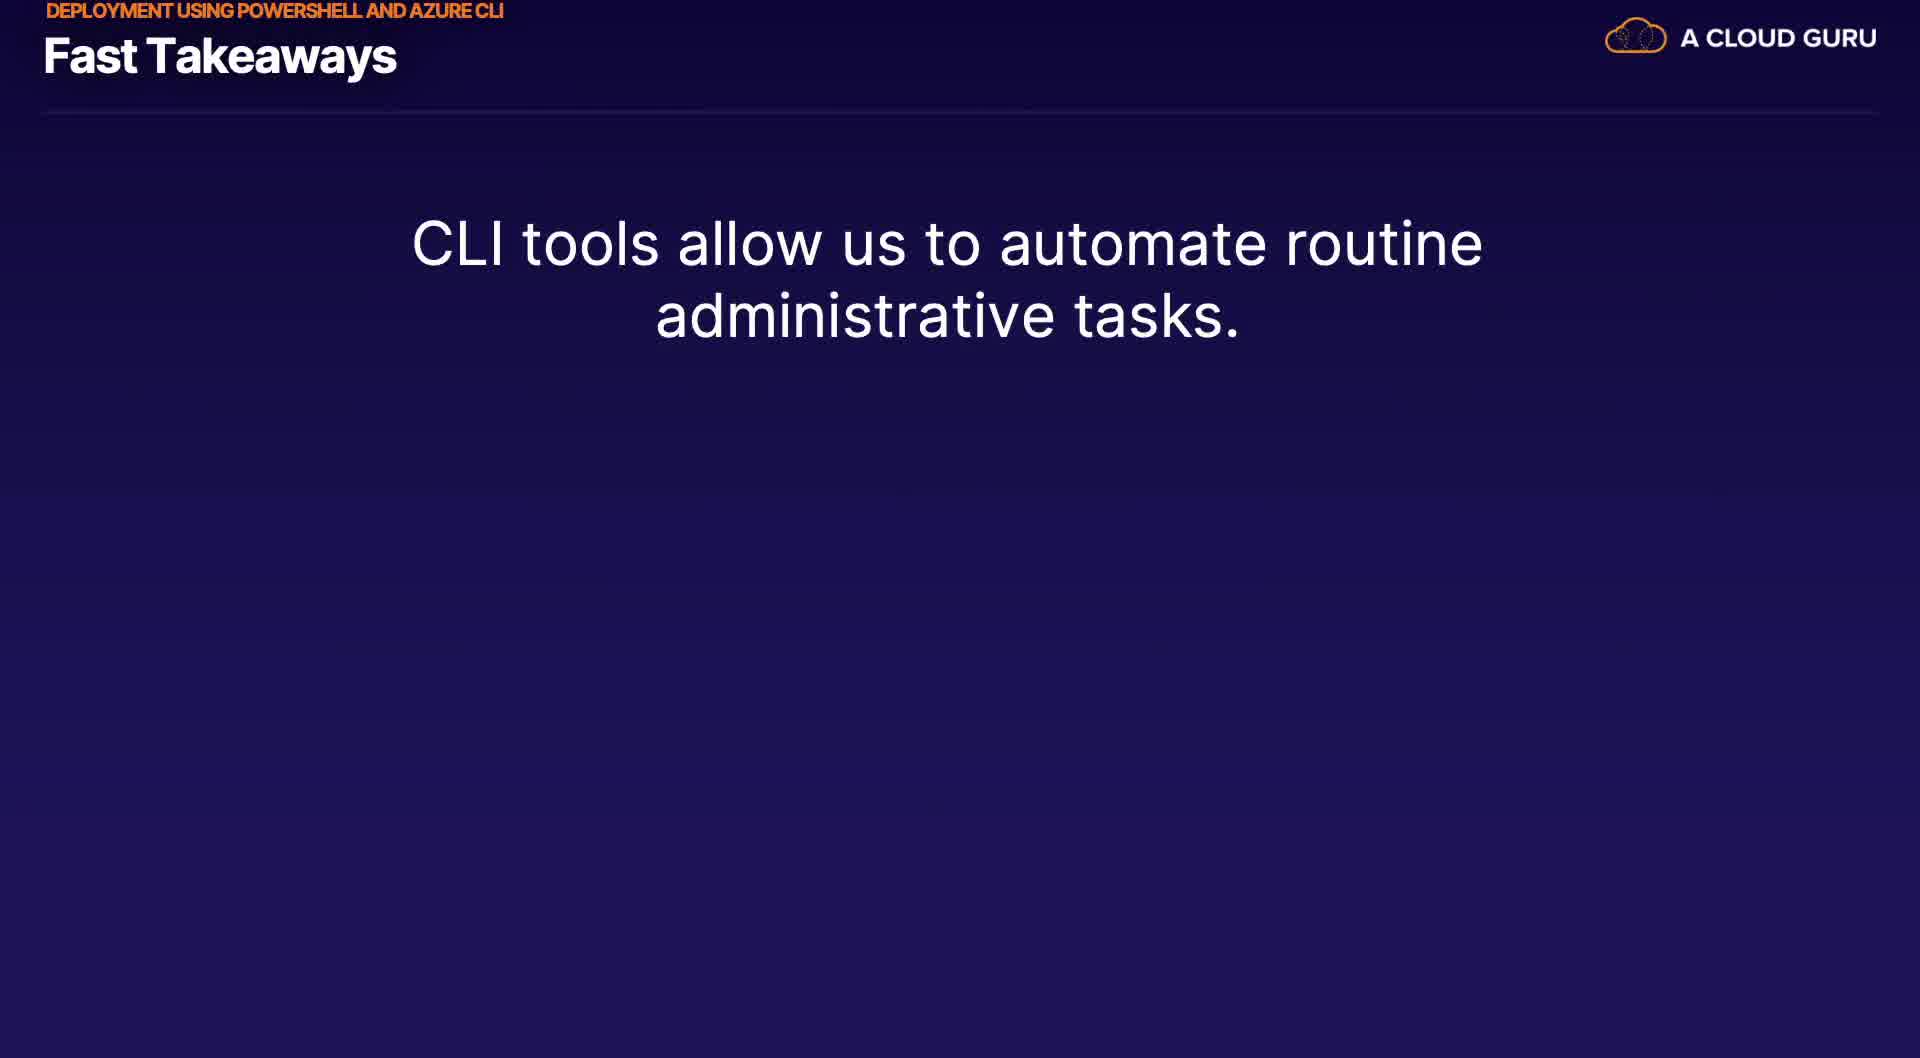 DEPLOYMENT USING POWERSHELL AND AZURE CLI
Fast Takeaways
A CLOUD GURU
CLI tools allow us to automate routine
administrative tasks.